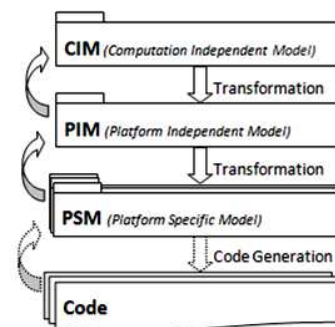 CIM (Computation Independent Model)
Transformation
PIM (Platform Independent Model)
Transformation
PSM (Platform Specific Model)
Code Generation
Code